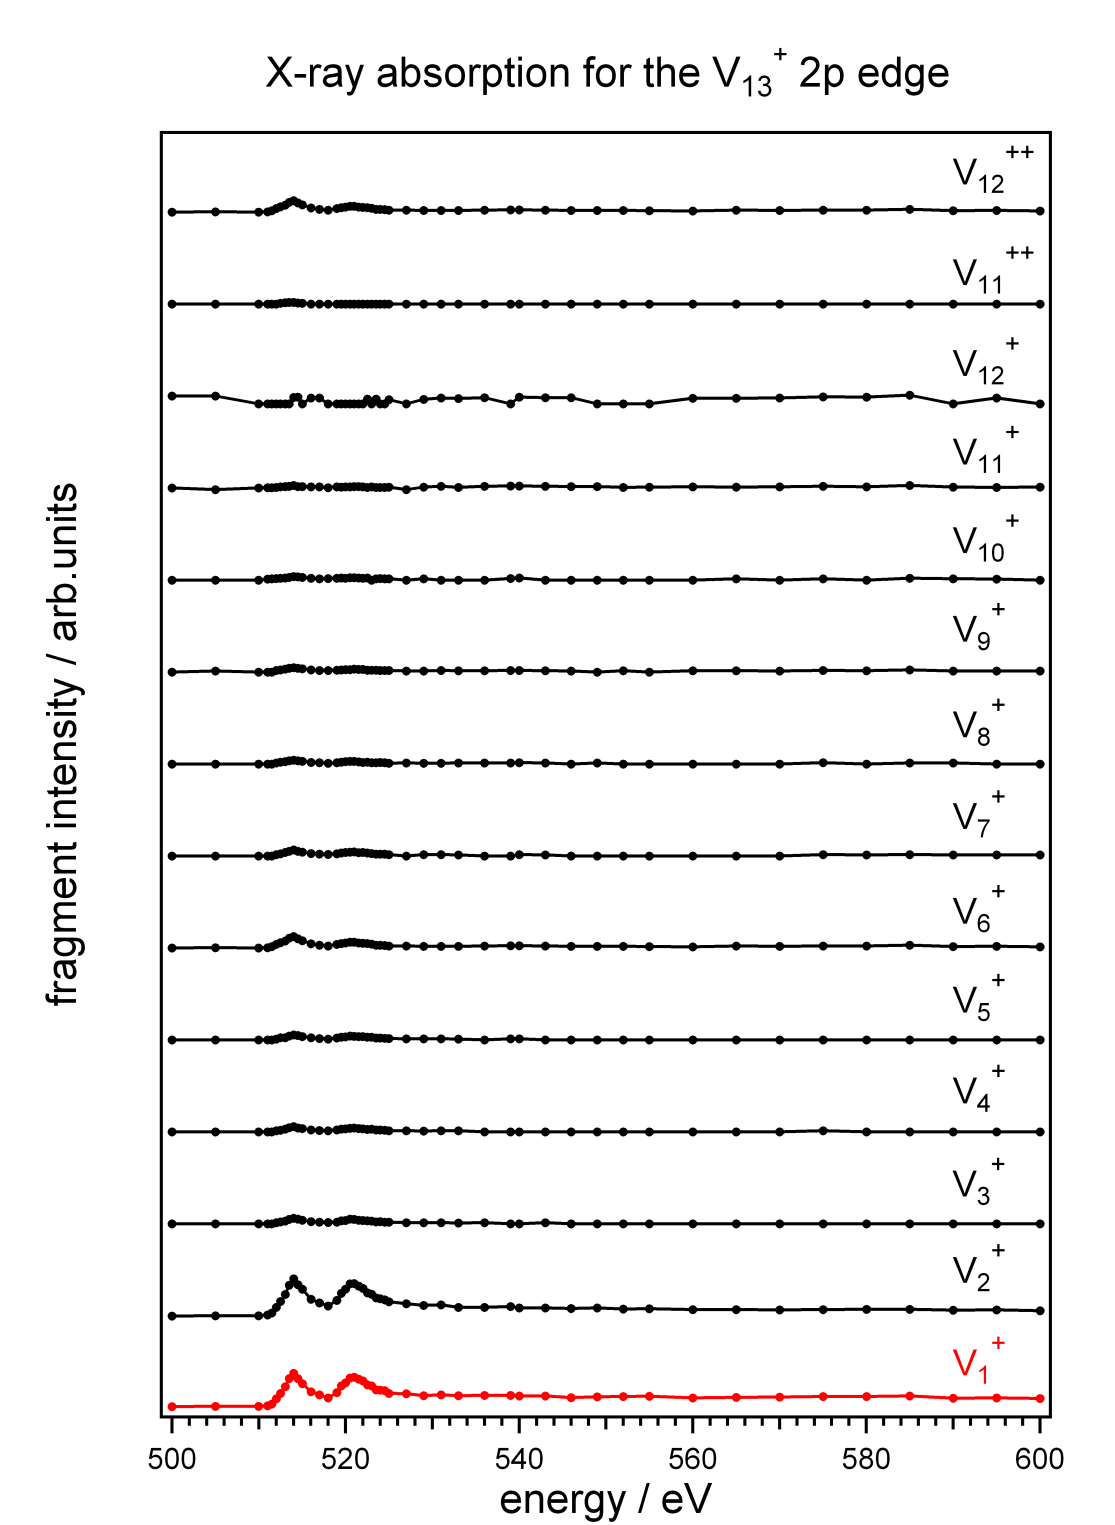 X-ray absorption for the V₁₃⁺ 2p edge
V₁₂⁺⁺
V₁₁⁺⁺
V₁₂⁺
V₁₁⁺
V₁₀⁺
V₉⁺
V₈⁺
V₇⁺
V₆⁺
V₅⁺
V₄⁺
V₃⁺
V₂⁺
V₁⁺
fragment intensity / arb.units
500 520 540 560 580 600
energy / eV